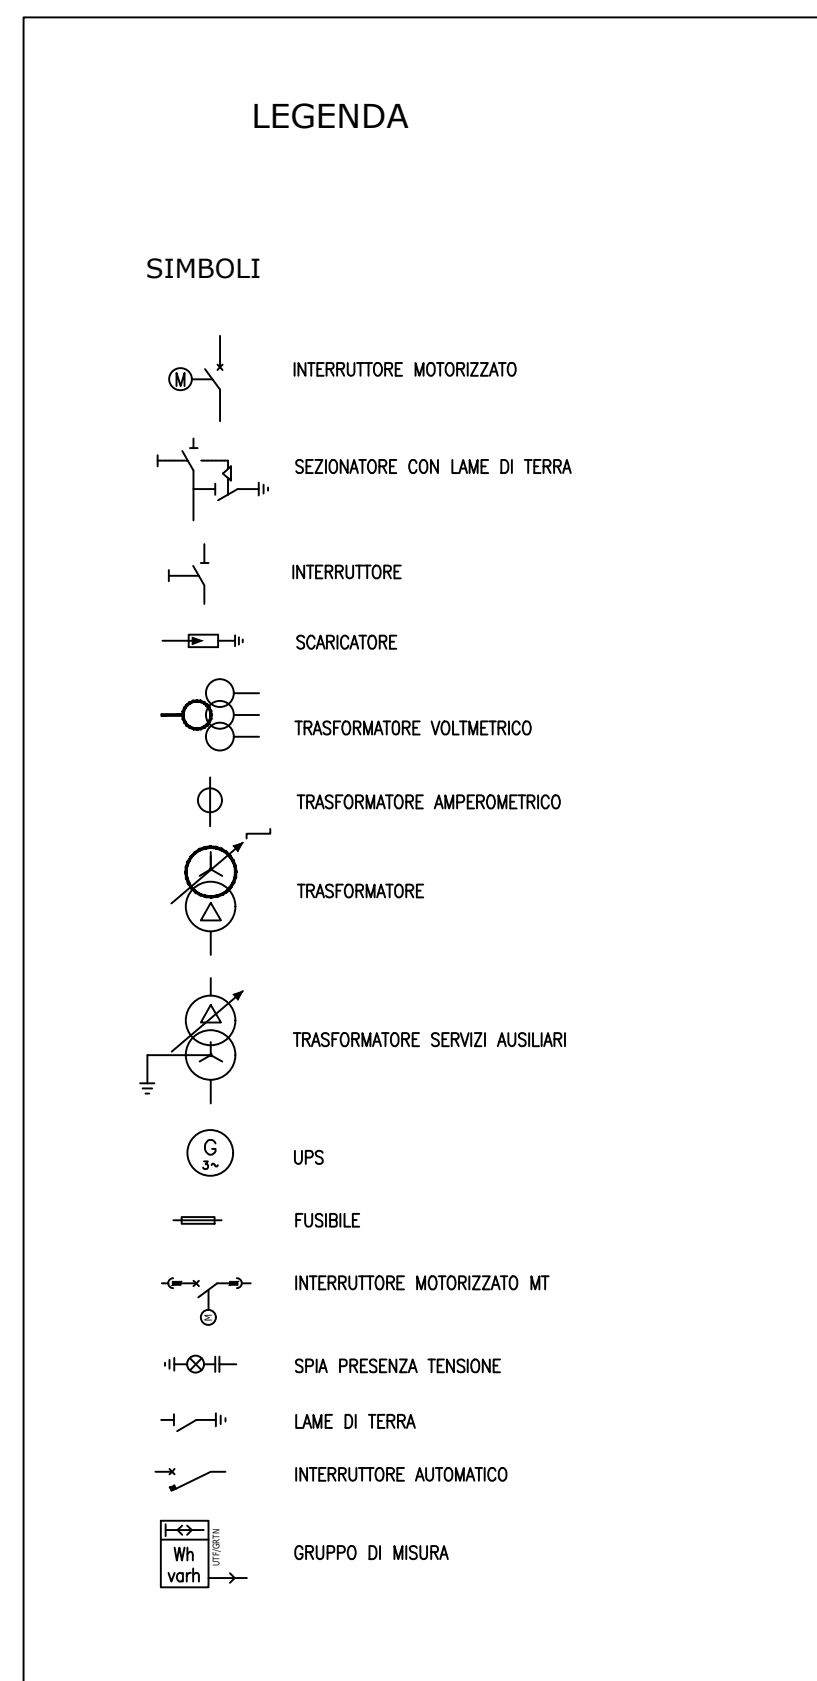 LEGENDA
SIMBOLI
M
INTERRUTTORE MOTORIZZATO
SEZIONATORE CON LAME DI TERRA
INTERRUTTORE
SCARICATORE
TRASFORMATORE VOLTMETRICO
TRASFORMATORE AMPEROMETRICO
TRASFORMATORE
TRASFORMATORE SERVIZI AUSILIARI
G
3~
UPS
FUSIBILE
INTERRUTTORE MOTORIZZATO MT
M
SPIA PRESENZA TENSIONE
LAME DI TERRA
INTERRUTTORE AUTOMATICO
Wh
varh
UTF/GRTN
GRUPPO DI MISURA